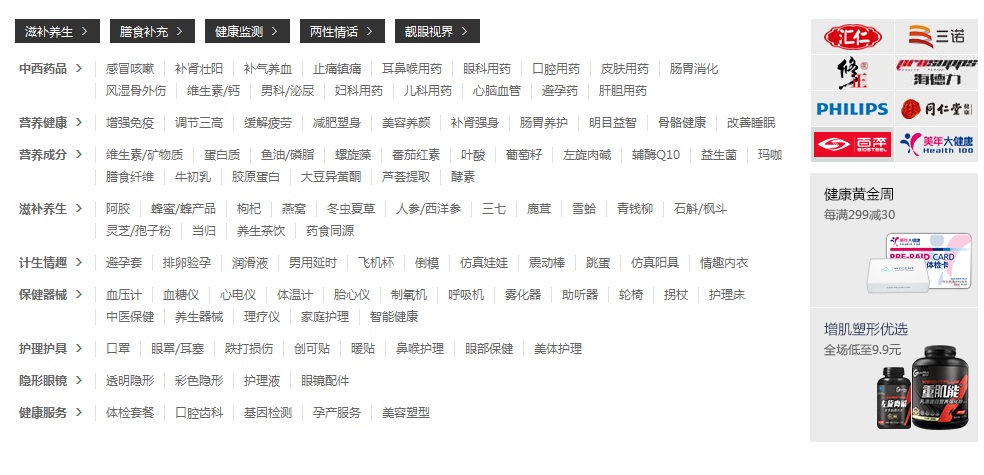 滋补养生 膳食补充 健康监测 两性情话 靓眼视界
中西药品 感冒咳嗽 补肾壮阳 补气养血 止痛镇痛 耳鼻喉用药 眼科用药 口腔用药 皮肤用药 肠胃消化
风湿骨外伤 维生素/钙 男科/泌尿 妇科用药 儿科用药 心脑血管 避孕药 肝胆用药
营养健康 增强免疫 调节三高 缓解疲劳 减肥塑身 美容养颜 补肾强身 肠胃养护 明目益智 骨骼健康 改善睡眠
营养成分 维生素/矿物质 蛋白质 鱼油/磷脂 螺旋藻 番茄红素 叶酸 葡萄籽 左旋肉碱 辅酶Q10 益生菌 玛咖
膳食纤维 牛初乳 胶原蛋白 大豆异黄酮 芦荟提取 酵素
滋补养生 阿胶 蜂蜜/蜂产品 枸杞 燕窝 冬虫夏草 人参/西洋参 三七 鹿茸 雪蛤 青钱柳 石斛/枫斗
灵芝/孢子粉 当归 养生茶饮 药食同源
计生情趣 避孕套 排卵验孕 润滑液 男用延时 飞机杯 倒模 仿真娃娃 震动棒 跳蛋 仿真阳具 情趣内衣
保健器械 血压计 血糖仪 心电仪 体温计 胎心仪 制氧机 呼吸机 雾化器 助听器 轮椅 拐杖 护理床
中医保健 养生器械 理疗仪 家庭护理 智能健康
护理护具 口罩 眼罩/耳塞 跌打损伤 创可贴 暖贴 鼻喉护理 眼部保健 美体护理
隐形眼镜 透明隐形 彩色隐形 护理液 眼镜配件
健康服务 体检套餐 口腔齿科 基因检测 孕产服务 美容塑型
汇仁 三诺
修正 prosupps
海德力
PHILIPS 同仁堂 健康
百淬 BIOSTEEL 美年大健康 Health 100
健康黄金周
每满299减30
美年大健康
PRE-PAID CARD
体检卡
增肌塑形优选
全场低至9.9元
左旋肉碱
重肌能